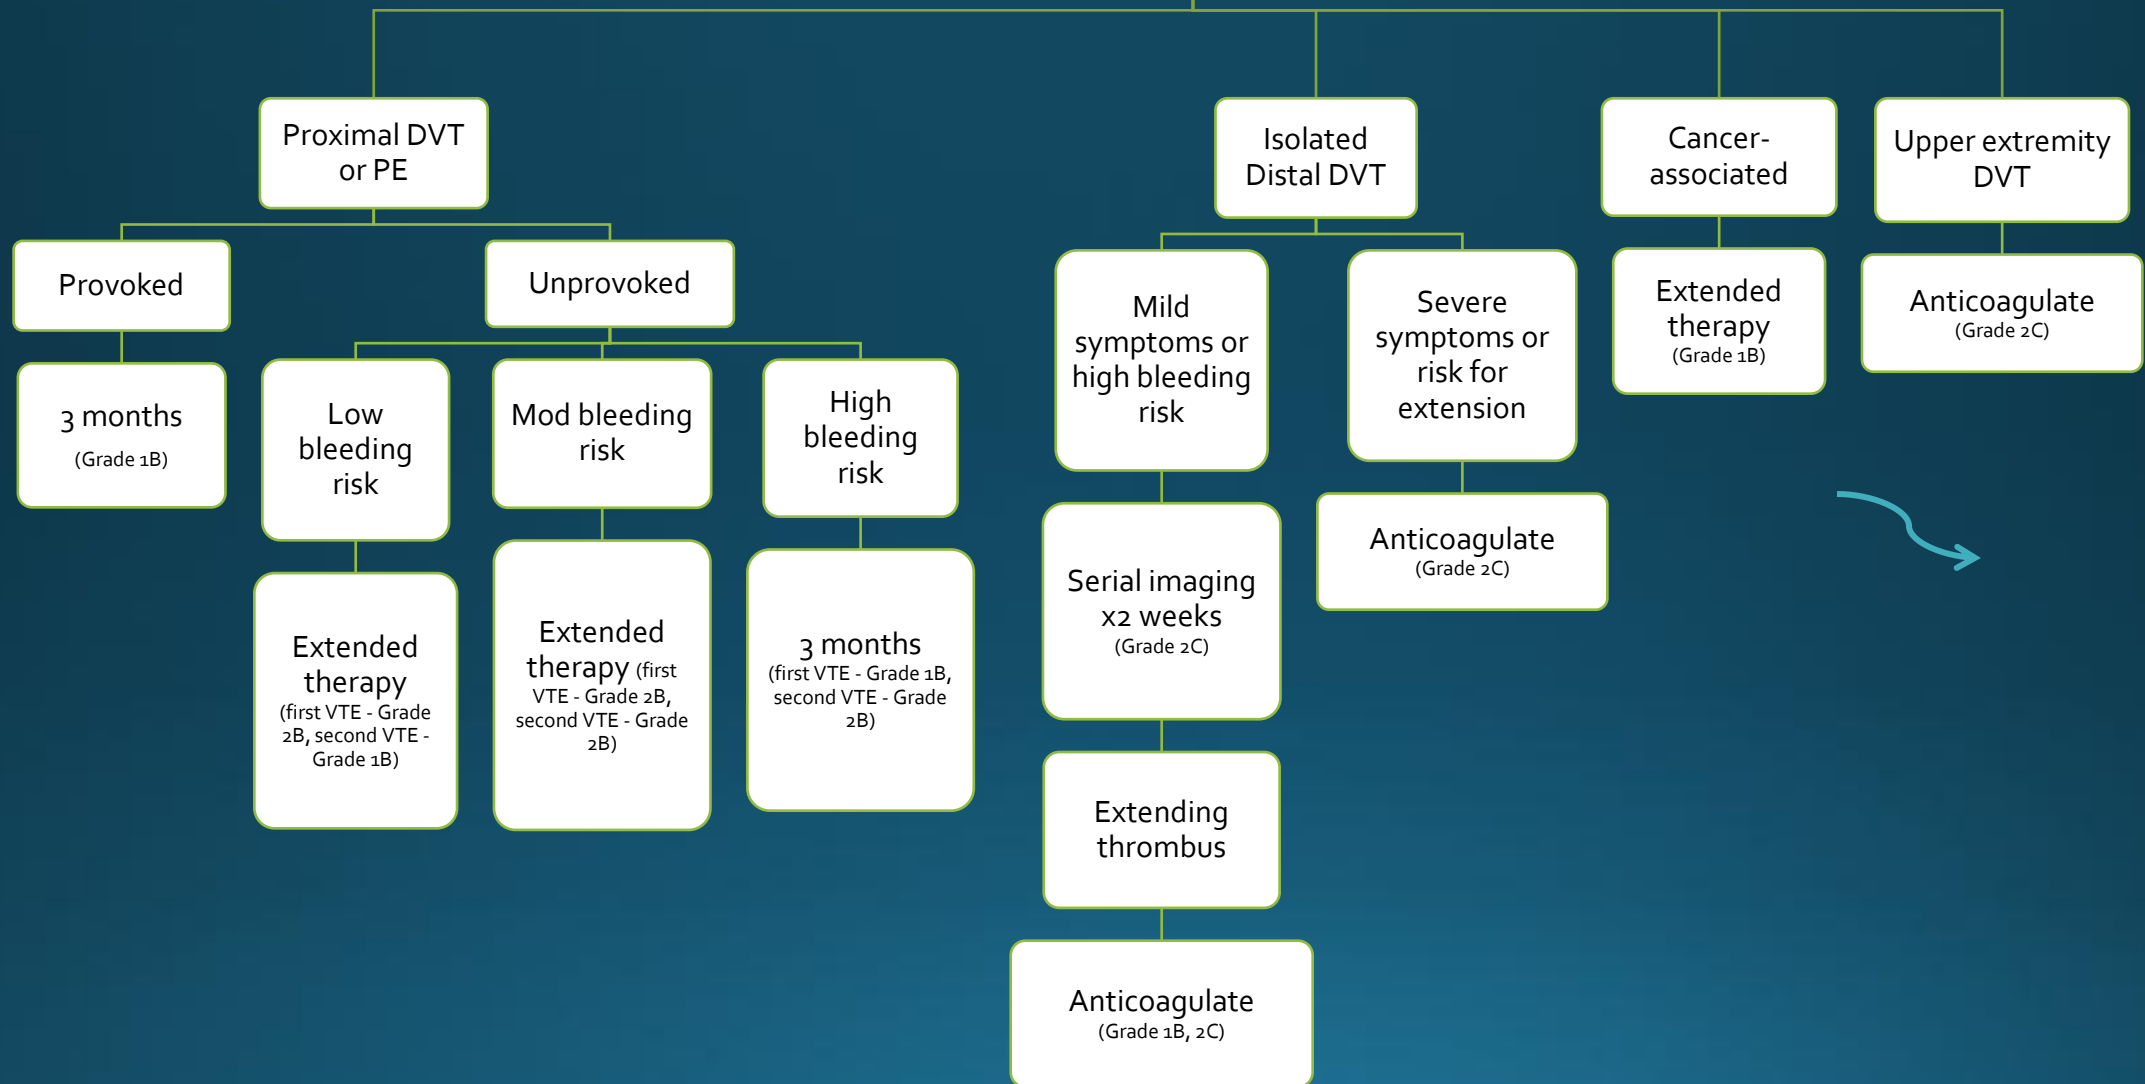 Proximal DVT
or PE
Isolated
Distal DVT
Cancer-
associated
Upper extremity
DVT
Provoked
Unprovoked
Mild
symptoms or
high bleeding
risk
Severe
symptoms or
risk for
extension
Extended
therapy
(Grade 1B)
Anticoagulate
(Grade 2C)
3 months
(Grade 1B)
Low
bleeding
risk
Mod bleeding
risk
High
bleeding
risk
Serial imaging
x2 weeks
(Grade 2C)
Anticoagulate
(Grade 2C)
Extended
therapy
(first VTE - Grade
2B, second VTE -
Grade 1B)
Extended
therapy (first
VTE - Grade 2B,
second VTE - Grade
2B)
3 months
(first VTE - Grade 1B,
second VTE - Grade
2B)
Extending
thrombus
Anticoagulate
(Grade 1B, 2C)